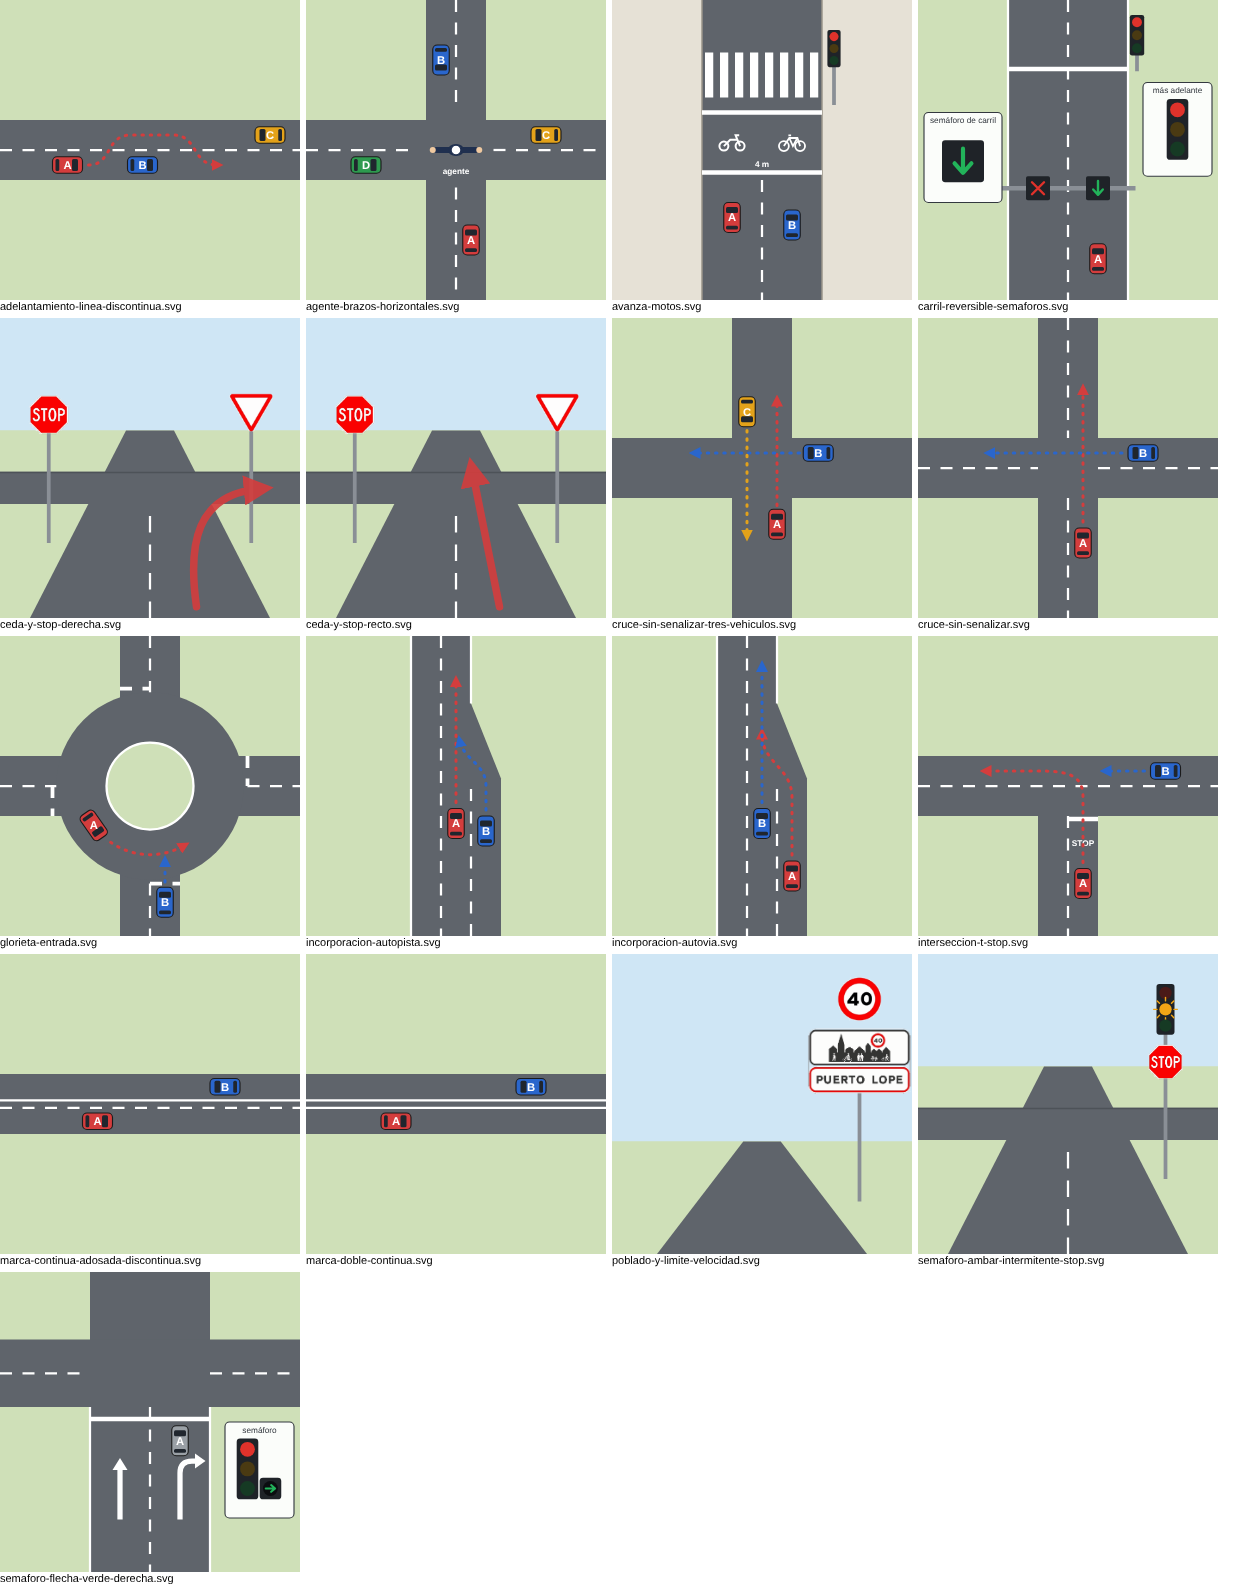 A
B
C
adelantamiento-linea-discontinua.svg
B
C
D
agente
A
agente-brazos-horizontales.svg
4 m
A
B
avanza-motos.svg
más adelante
semáforo de carril
A
carril-reversible-semaforos.svg
STOP
ceda-y-stop-derecha.svg
STOP
ceda-y-stop-recto.svg
C
B
A
cruce-sin-senalizar-tres-vehiculos.svg
B
A
cruce-sin-senalizar.svg
A
B
glorieta-entrada.svg
A
B
incorporacion-autopista.svg
B
A
incorporacion-autovia.svg
B
STOP
A
interseccion-t-stop.svg
B
A
marca-continua-adosada-discontinua.svg
B
A
marca-doble-continua.svg
40
40
PUERTO LOPE
poblado-y-limite-velocidad.svg
STOP
semaforo-ambar-intermitente-stop.svg
semáforo
A
semaforo-flecha-verde-derecha.svg